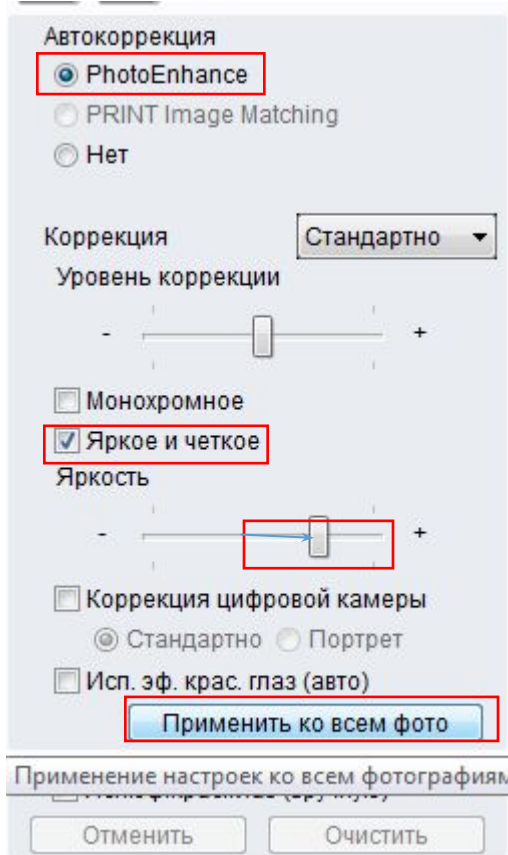 Автокоррекция
PhotoEnhance
PRINT Image Matching
Нет
Коррекция Стандартно
Уровень коррекции
- +
Монохромное
Яркое и четкое
Яркость
- +
Коррекция цифровой камеры
Стандартно Портрет
Исп. эф. крас. глаз (авто)
Применить ко всем фото
Применение настроек ко всем фотографиям
Отменить Очистить